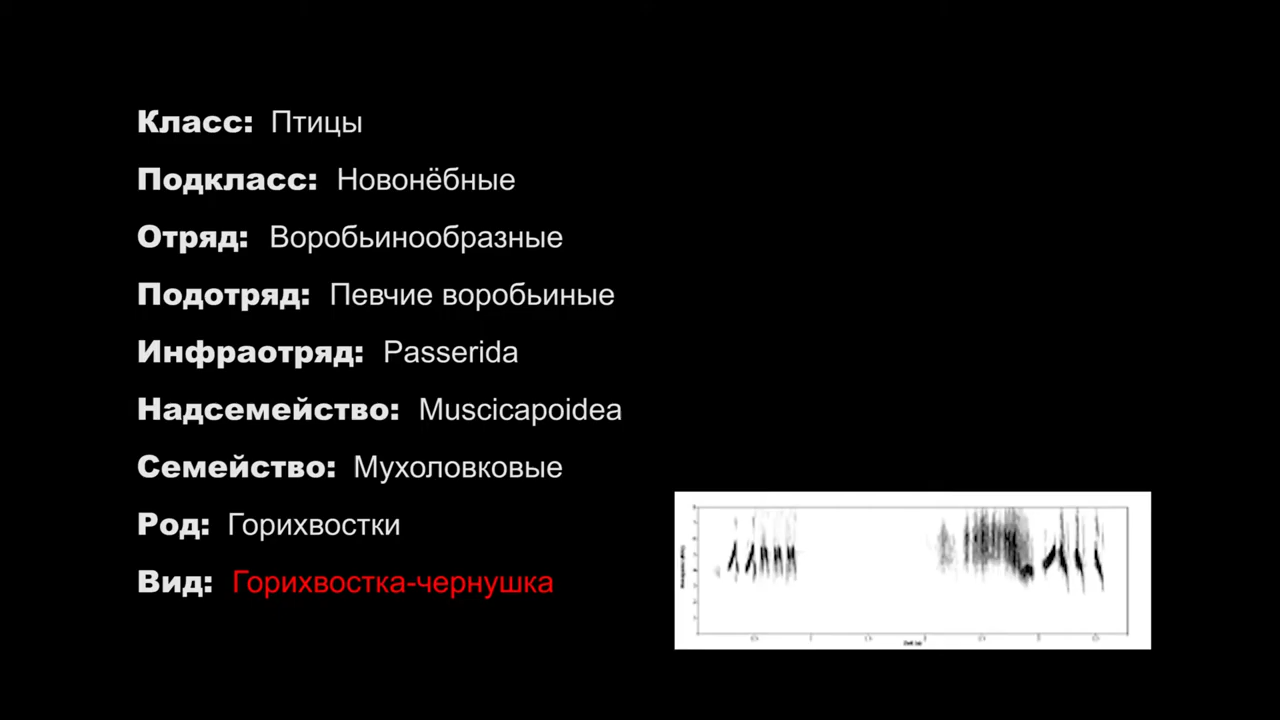 Класс: Птицы
Подкласс: Новонёбные
Отряд: Воробьинообразные
Подотряд: Певчие воробьиные
Инфраотряд: Passerida
Надсемейство: Muscicapoidea
Семейство: Мухоловковые
Род: Горихвостки
Вид: Горихвостка-чернушка